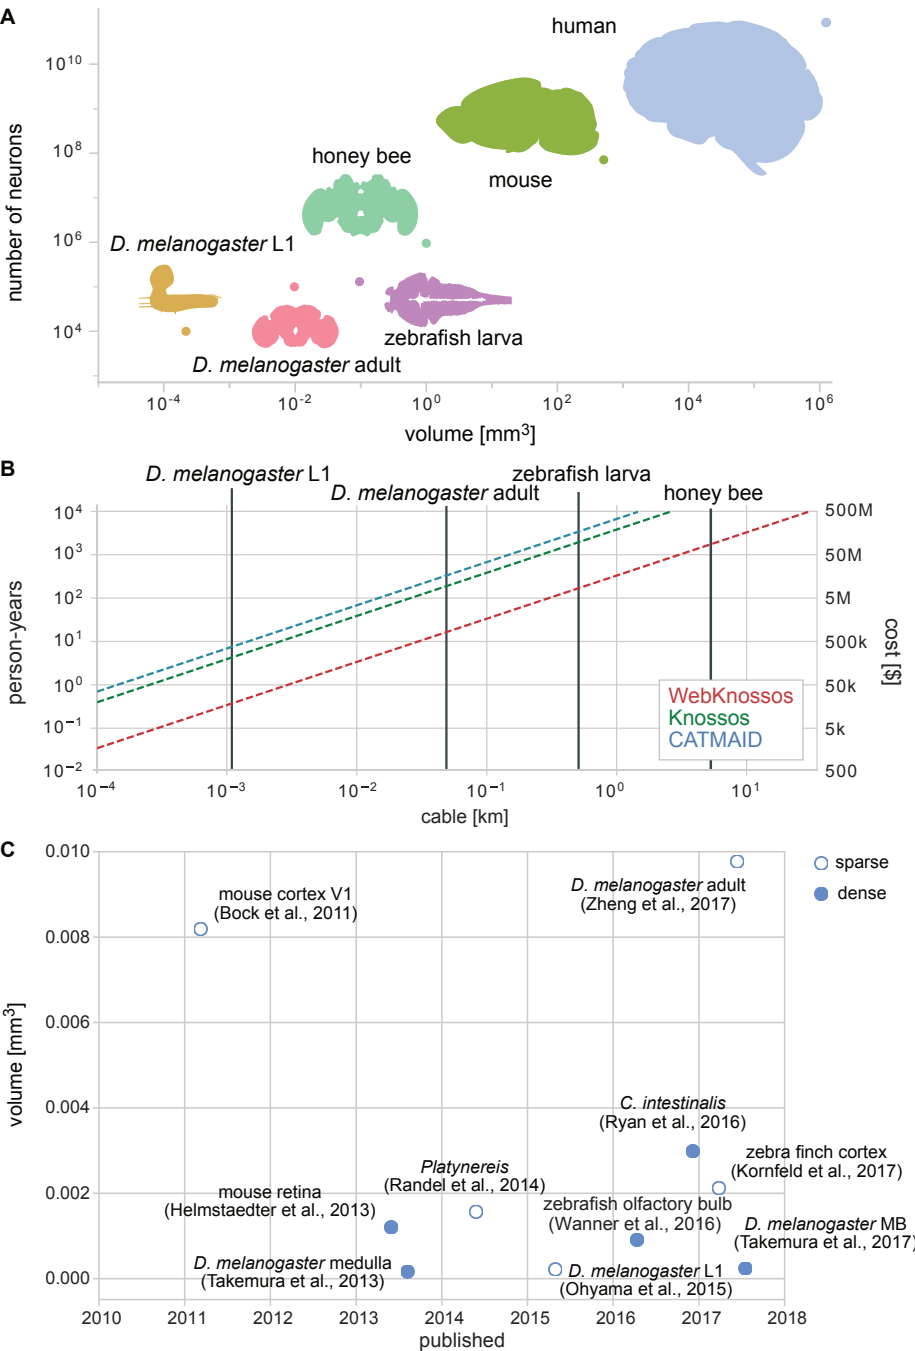 A
human
10^10
10^8
honey bee
mouse
10^6
D. melanogaster L1
10^4
zebrafish larva
D. melanogaster adult
number of neurons
10^-4
10^-2
10^0
10^2
10^4
10^6
volume [mm^3]
B
D. melanogaster L1
zebrafish larva
D. melanogaster adult
honey bee
10^4
10^3
10^2
10^1
10^0
10^−1
10^−2
person-years
500M
50M
5M
500k
50k
5k
500
cost [$]
WebKnossos
Knossos
CATMAID
10^−4
10^−3
10^−2
10^−1
10^0
10^1
cable [km]
C
0.010
0.008
0.006
0.004
0.002
0.000
volume [mm^3]
sparse
dense
mouse cortex V1
(Bock et al., 2011)
D. melanogaster adult
(Zheng et al., 2017)
C. intestinalis
(Ryan et al., 2016)
zebra finch cortex
(Kornfeld et al., 2017)
Platynereis
(Randel et al., 2014)
mouse retina
(Helmstaedter et al., 2013)
zebrafish olfactory bulb
(Wanner et al., 2016)
D. melanogaster MB
(Takemura et al., 2017)
D. melanogaster medulla
(Takemura et al., 2013)
D. melanogaster L1
(Ohyama et al., 2015)
2010
2011
2012
2013
2014
2015
2016
2017
2018
published